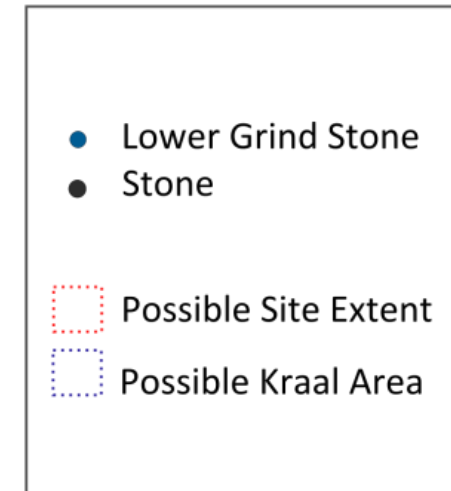 Lower Grind Stone
Stone
Possible Site Extent
Possible Kraal Area